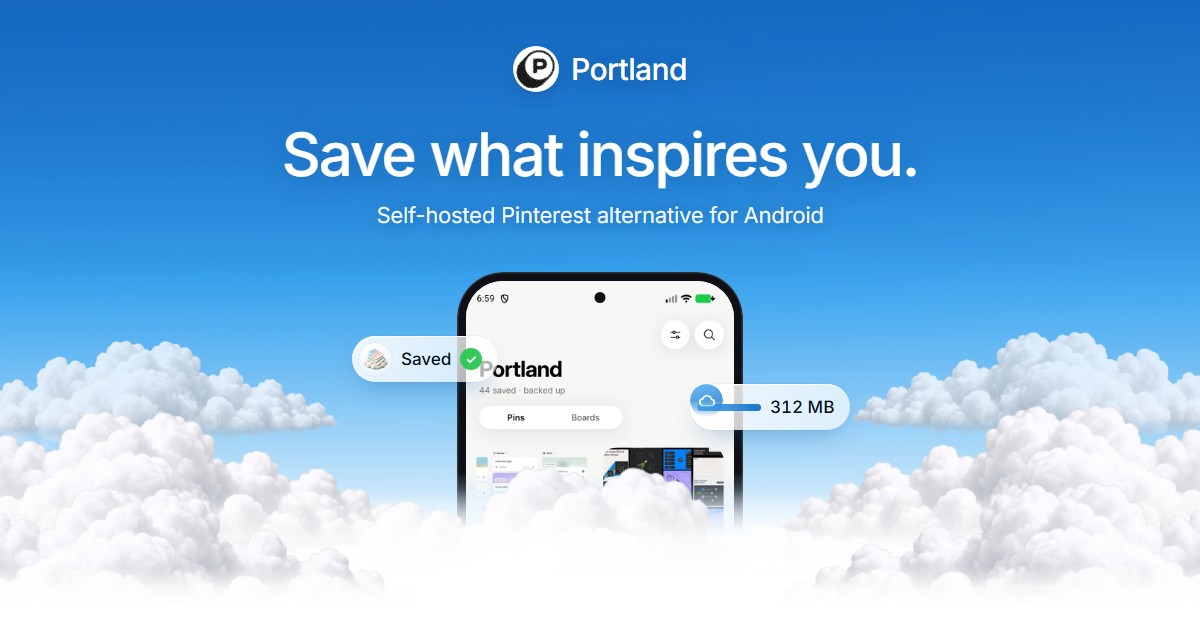 P Portland
Save what inspires you.
Self-hosted Pinterest alternative for Android
6:59
Saved
Portland
44 saved · backed up
312 MB
Pins Boards